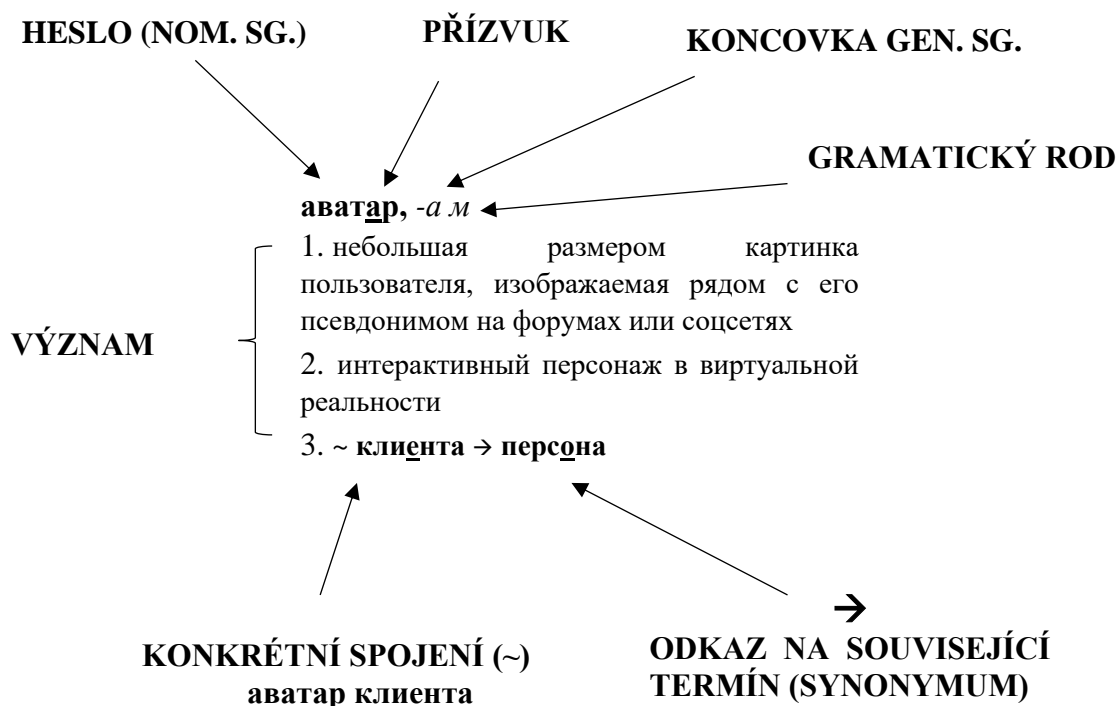 HESLO (NOM. SG.)
PŘÍZVUK
KONCOVKA GEN. SG.
GRAMATICKÝ ROD
аватар, -а м
1. небольшая размером картинка
пользователя, изображаемая рядом с его
псевдонимом на форумах или соцсетях
VÝZNAM
2. интерактивный персонаж в виртуальной
реальности
3. ~ клиента → персона
→
KONKRÉTNÍ SPOJENÍ (~)
аватар клиента
ODKAZ NA SOUVISEJÍCÍ
TERMÍN (SYNONYMUM)